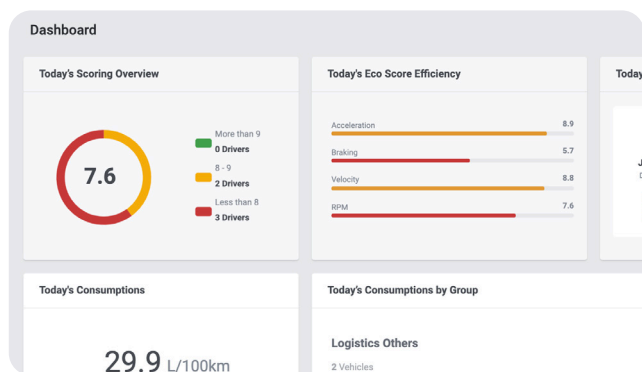 Dashboard
Today's Scoring Overview
7.6
More than 9
0 Drivers
8 - 9
2 Drivers
Less than 8
3 Drivers
Today's Eco Score Efficiency
Acceleration 8.9
Braking 5.7
Velocity 8.8
RPM 7.6
Today
J
D
Today's Consumptions
29.9 L/100km
Today's Consumptions by Group
Logistics Others
2 Vehicles